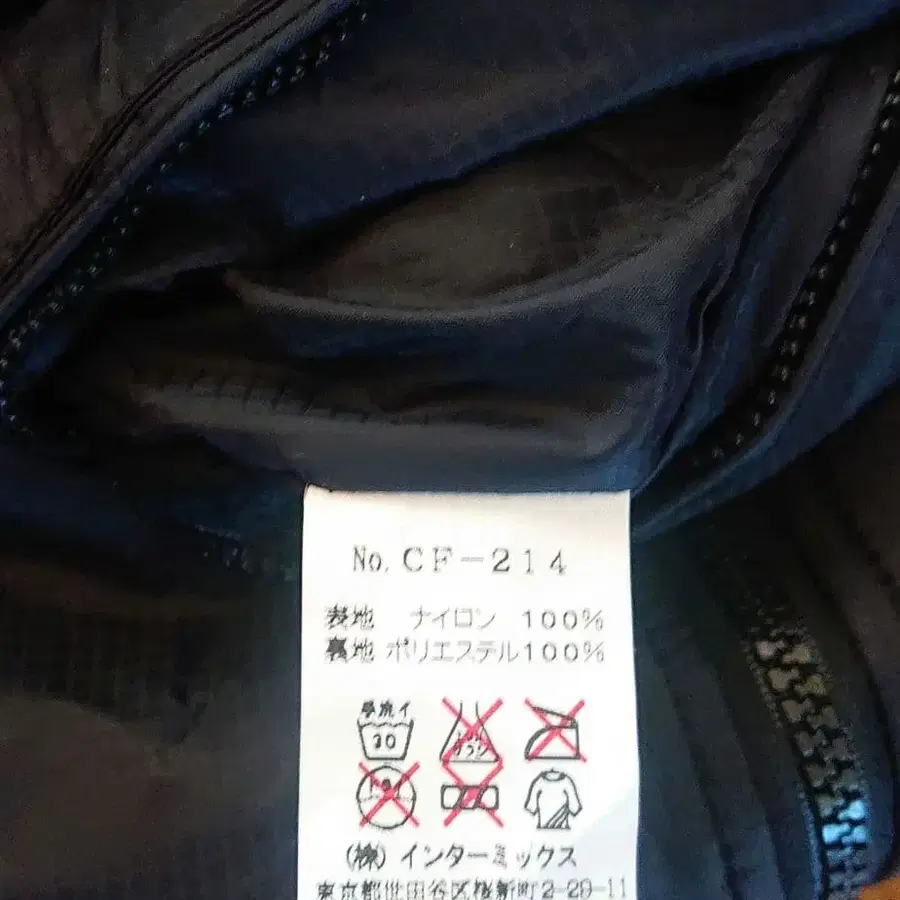 No. CF-214
表地 ナイロン 100%
裏地 ポリエステル100%
手洗イ
30
(株) インターミックス
東京都世田谷区桜新町2-29-11